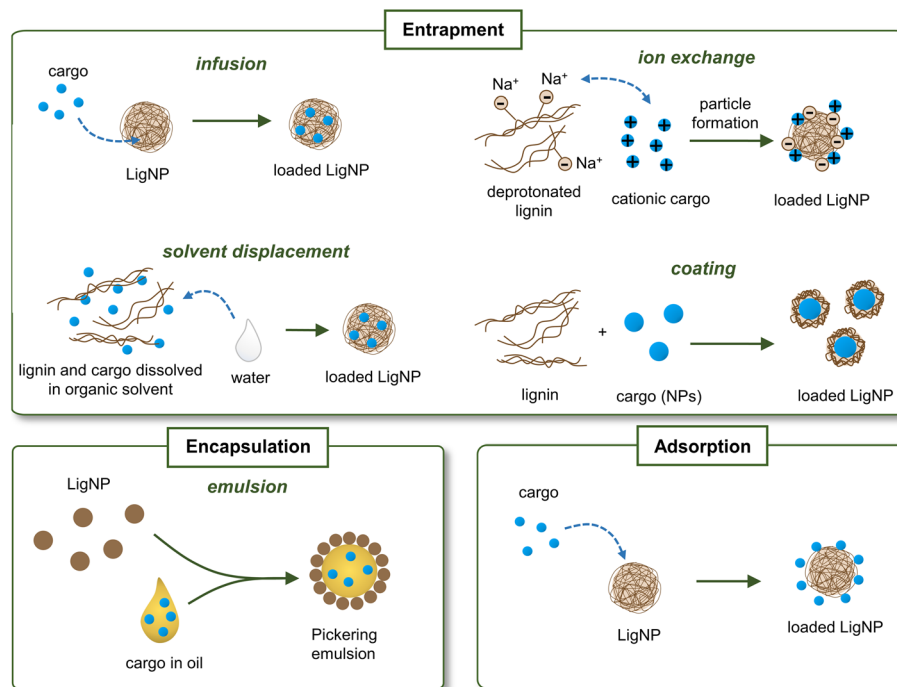 Entrapment
infusion
cargo
LigNP
loaded LigNP
ion exchange
Na⁺
Na⁺
Na⁺
deprotonated
lignin
cationic cargo
particle
formation
loaded LigNP
solvent displacement
lignin and cargo dissolved
in organic solvent
water
loaded LigNP
coating
lignin
+
cargo (NPs)
loaded LigNP
Encapsulation
emulsion
LigNP
cargo in oil
Pickering
emulsion
Adsorption
cargo
LigNP
loaded LigNP